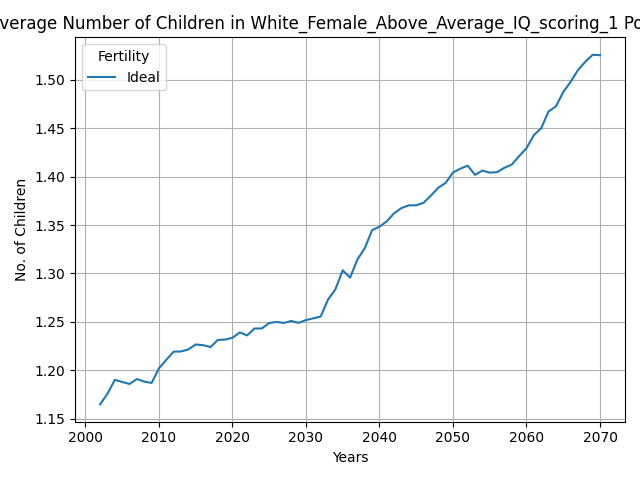 verage Number of Children in White_Female_Above_Average_IQ_scoring_1 Po
Fertility
Ideal
No. of Children
1.50
1.45
1.40
1.35
1.30
1.25
1.20
1.15
2000 2010 2020 2030 2040 2050 2060 2070
Years